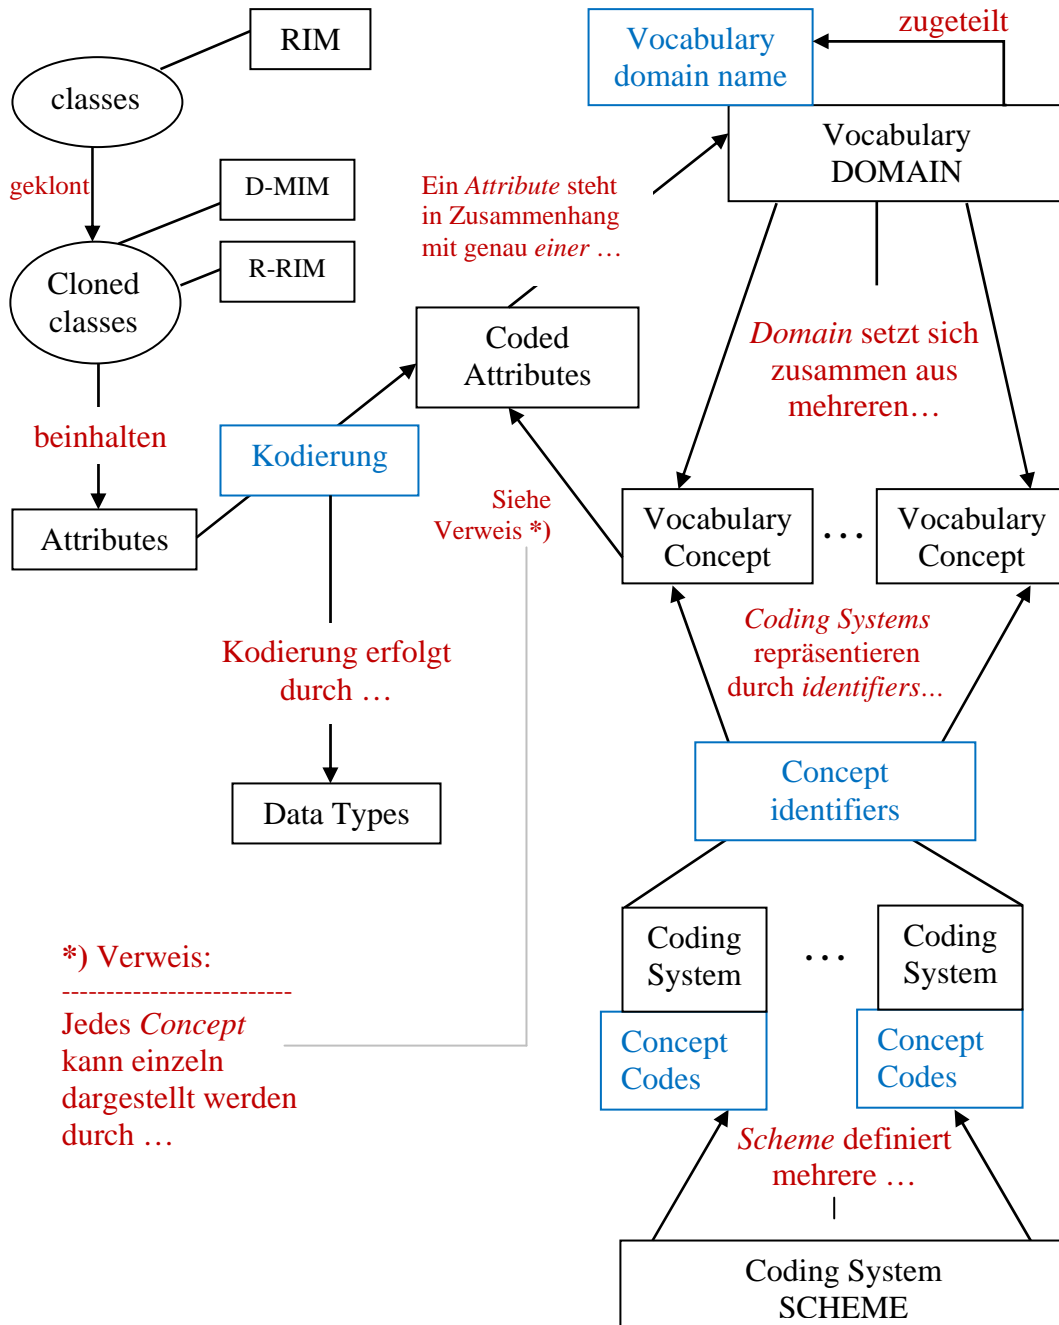 RIM
classes
geklont
D-MIM
R-RIM
Cloned
classes
beinhalten
Attributes
Kodierung
Kodierung erfolgt
durch …
Data Types
Vocabulary
domain name
zugeteilt
Vocabulary
DOMAIN
Ein Attribute steht
in Zusammenhang
mit genau einer …
Coded
Attributes
Domain setzt sich
zusammen aus
mehreren…
Siehe
Verweis *)
Vocabulary
Concept
…
Vocabulary
Concept
Coding Systems
repräsentieren
durch identifiers…
Concept
identifiers
Coding
System
…
Coding
System
Concept
Codes
Concept
Codes
*) Verweis:
--------------------------
Jedes Concept
kann einzeln
dargestellt werden
durch …
Scheme definiert
mehrere …
Coding System
SCHEME